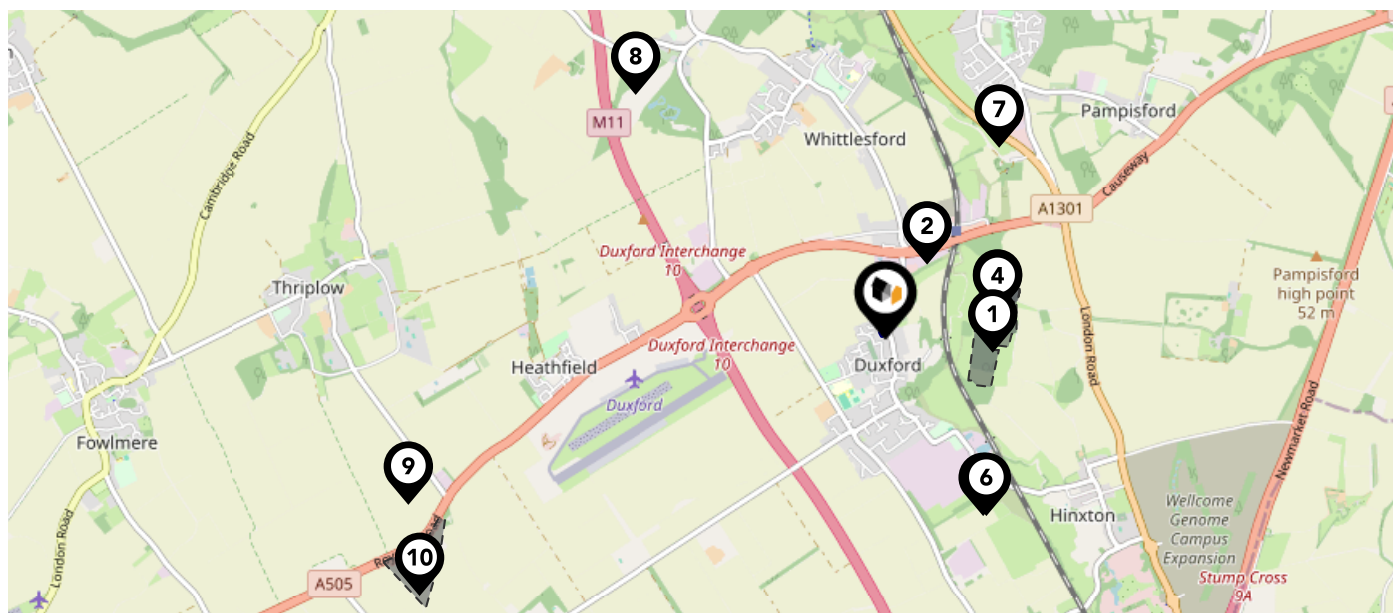 8
M11
7
Pampisford
Whittlesford
Cambridge Road
Causeway
A1301
2
Duxford Interchange
10
4
Pampisford
high point
52 m
Thriplow
1
London Road
Duxford Interchange
10
Heathfield
Duxford
Duxford
Newmarket Road
Fowlmere
9
6
Wellcome
Genome
Campus
Expansion
Hinxton
London Road
10
A505
Stump Cross
9A